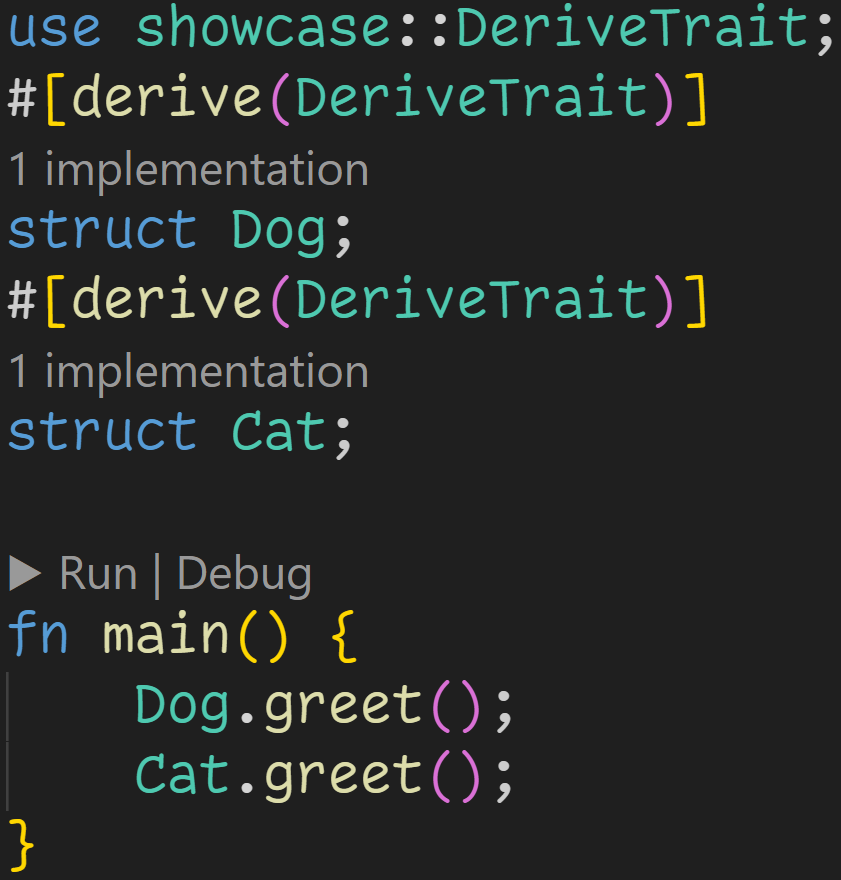 use showcase::DeriveTrait;
#[derive(DeriveTrait)]
1 implementation
struct Dog;
#[derive(DeriveTrait)]
1 implementation
struct Cat;
▶ Run | Debug
fn main() {
    Dog.greet();
    Cat.greet();
}